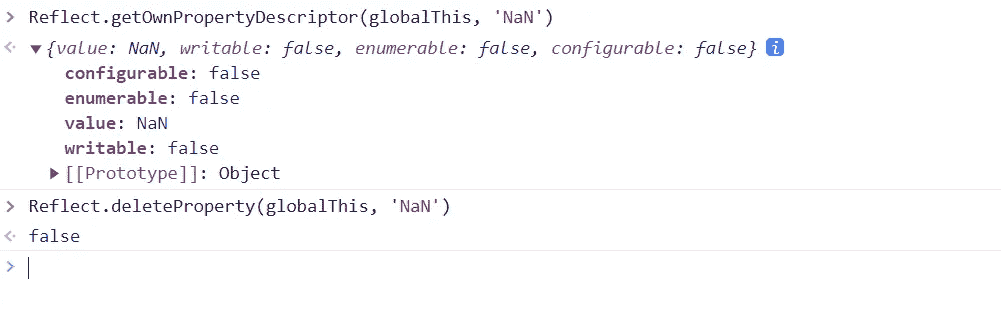 > Reflect.getOwnPropertyDescriptor(globalThis, 'NaN')
{value: NaN, writable: false, enumerable: false, configurable: false} i
configurable: false
enumerable: false
value: NaN
writable: false
[[Prototype]]: Object
> Reflect.deleteProperty(globalThis, 'NaN')
false
>